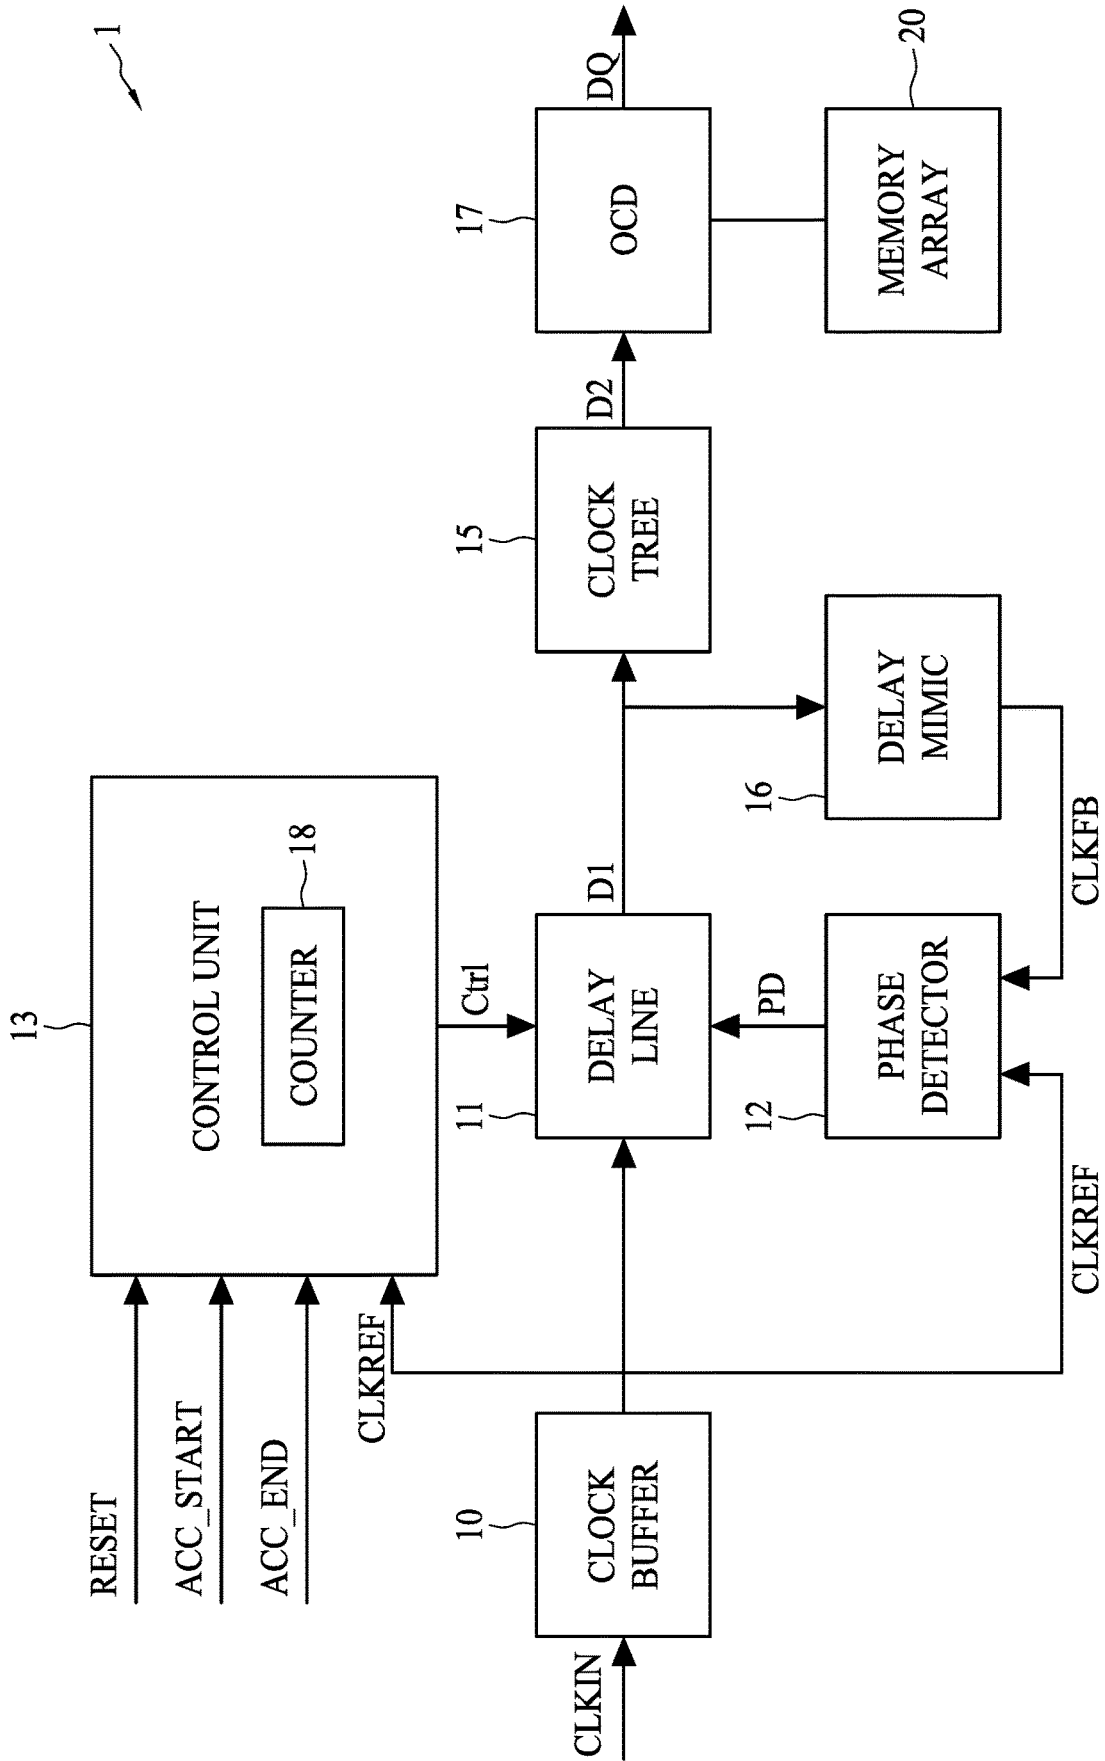 1
13
CONTROL UNIT
18
COUNTER
RESET
ACC_START
ACC_END
CLKREF
Ctrl
CLKIN
10
CLOCK
BUFFER
11
DELAY
LINE
D1
15
CLOCK
TREE
D2
17
OCD
DQ
PD
12
PHASE
DETECTOR
16
DELAY
MIMIC
20
MEMORY
ARRAY
CLKREF
CLKFB